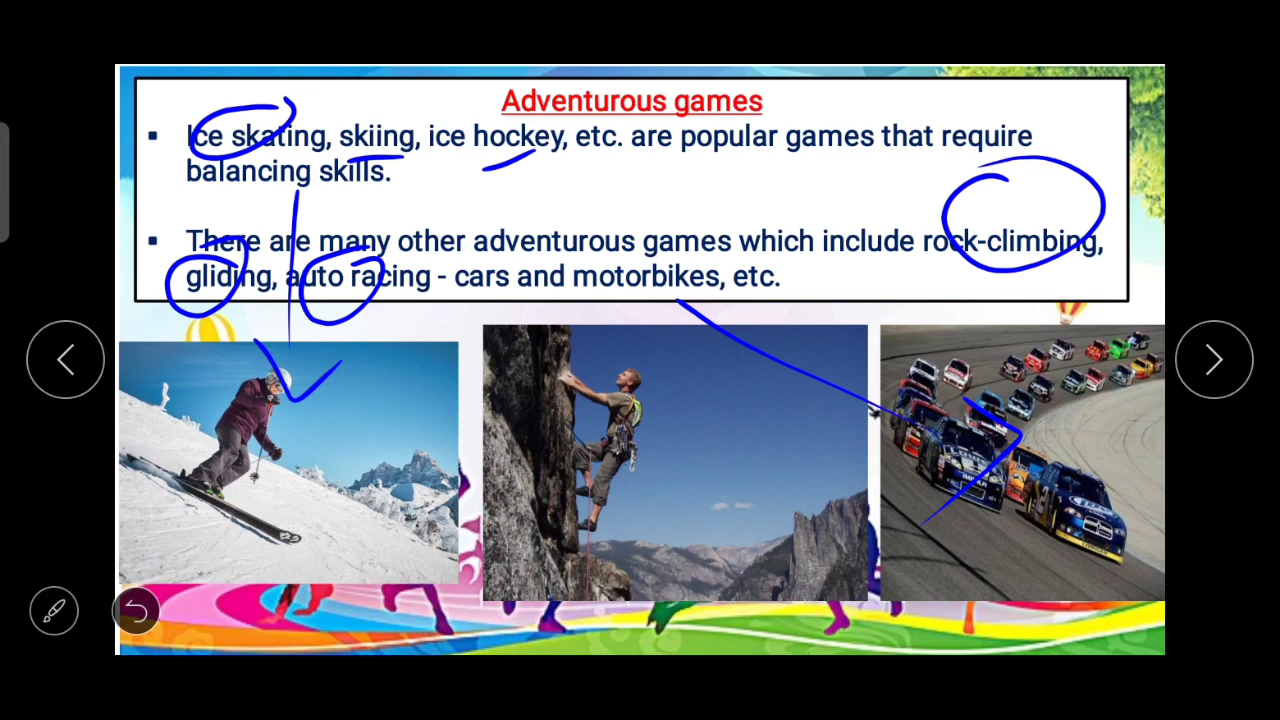 Adventurous games
▪ Ice skating, skiing, ice hockey, etc. are popular games that require
balancing skills.
▪ There are many other adventurous games which include rock-climbing,
gliding, auto racing - cars and motorbikes, etc.